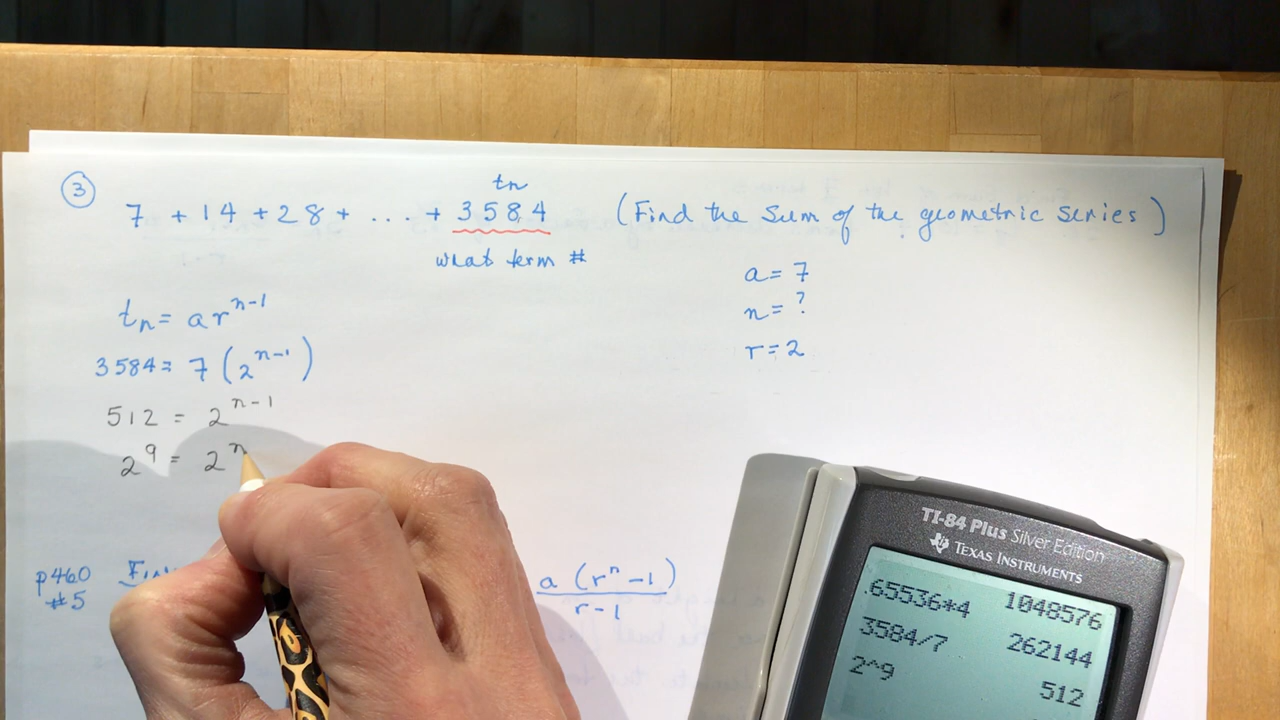 ③
tn
7 + 14 + 28 + ... + 3584 (Find the sum of the geometric series)
what term #
a = 7
n = ?
r = 2
tn = ar^n-1
3584 = 7 (2^n-1)
512 = 2^n-1
2^9 = 2^n
p460
#5
a (r^n - 1)
r - 1
TI-84 Plus Silver Edition
TEXAS INSTRUMENTS
65536*4 1048576
3584/7 262144
2^9 512